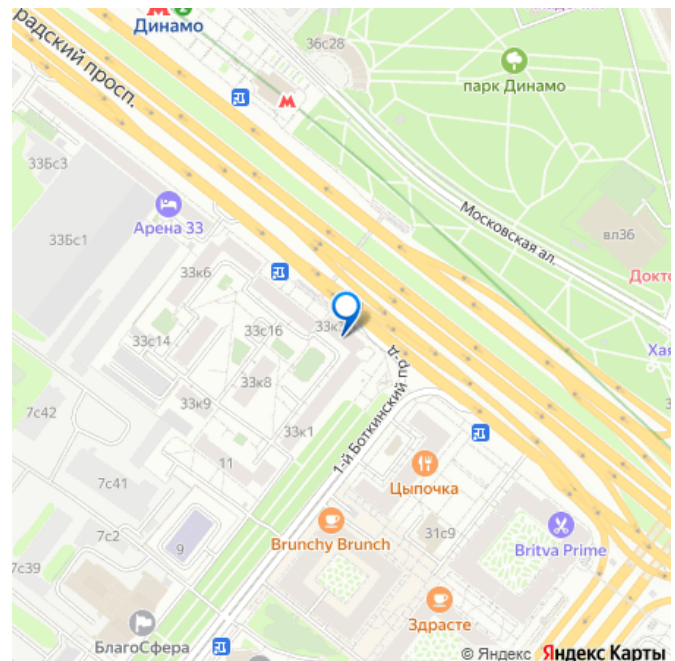 Динамо
36с28
радский просп.
парк Динамо
33Бс3
Московская ал.
вл36
Арена 33
33Бс1
Докто
33к6
33к
Хая
33с14
33с16
пр-д
33к8
33к9
7с42
33к1
1-й Боткинский
11
Цыпочка
7с41
31с9
7с2
9
Brunchy Brunch
Britva Prime
7с39
Здрасте
БлагоСфера
© Яндекс Яндекс Карты